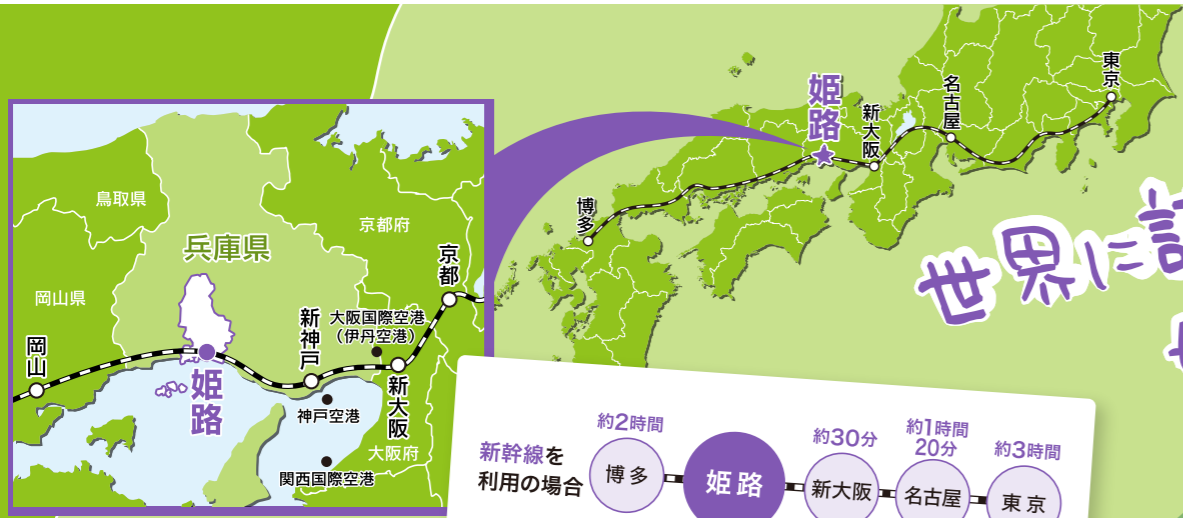 鳥取県
兵庫県
京都府
岡山県
京都
岡山
新神戸
大阪国際空港
(伊丹空港)
姫路
新大阪
神戸空港
大阪府
関西国際空港
姫路
新大阪
名古屋
東京
博多
世界に
新幹線を
利用の場合
約2時間
博多
姫路
約30分
新大阪
約1時間
20分
名古屋
約3時間
東京